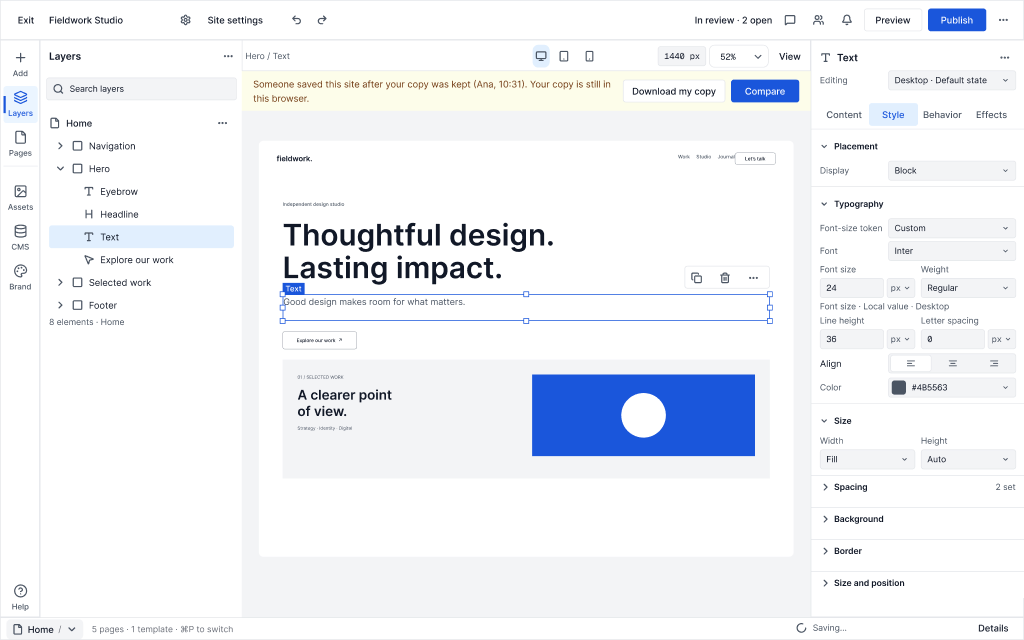 Exit Fieldwork Studio Site settings In review · 2 open Preview Publish
Add
Layers
Pages
Assets
CMS
Brand
Help
Layers
Search layers
Home
Navigation
Hero
Eyebrow
Headline
Text
Explore our work
Selected work
Footer
8 elements · Home
Hero / Text 1440 px 52% View
Someone saved this site after your copy was kept (Ana, 10:31). Your copy is still in
this browser.
Download my copy Compare
fieldwork. Work Studio Journal Let's talk
Independent design studio
Thoughtful design.
Lasting impact.
Text
Good design makes room for what matters.
Explore our work ↗
01 / SELECTED WORK
A clearer point
of view.
Strategy · Identity · Digital
Text
Editing Desktop · Default state
Content Style Behavior Effects
Placement
Display Block
Typography
Font-size token Custom
Font Inter
Font size Weight
24 px Regular
Font size · Local value · Desktop
Line height Letter spacing
36 px 0 px
Align
Color #4B5563
Size
Width Height
Fill Auto
Spacing 2 set
Background
Border
Size and position
Home / 5 pages · 1 template · ⌘P to switch Saving... Details